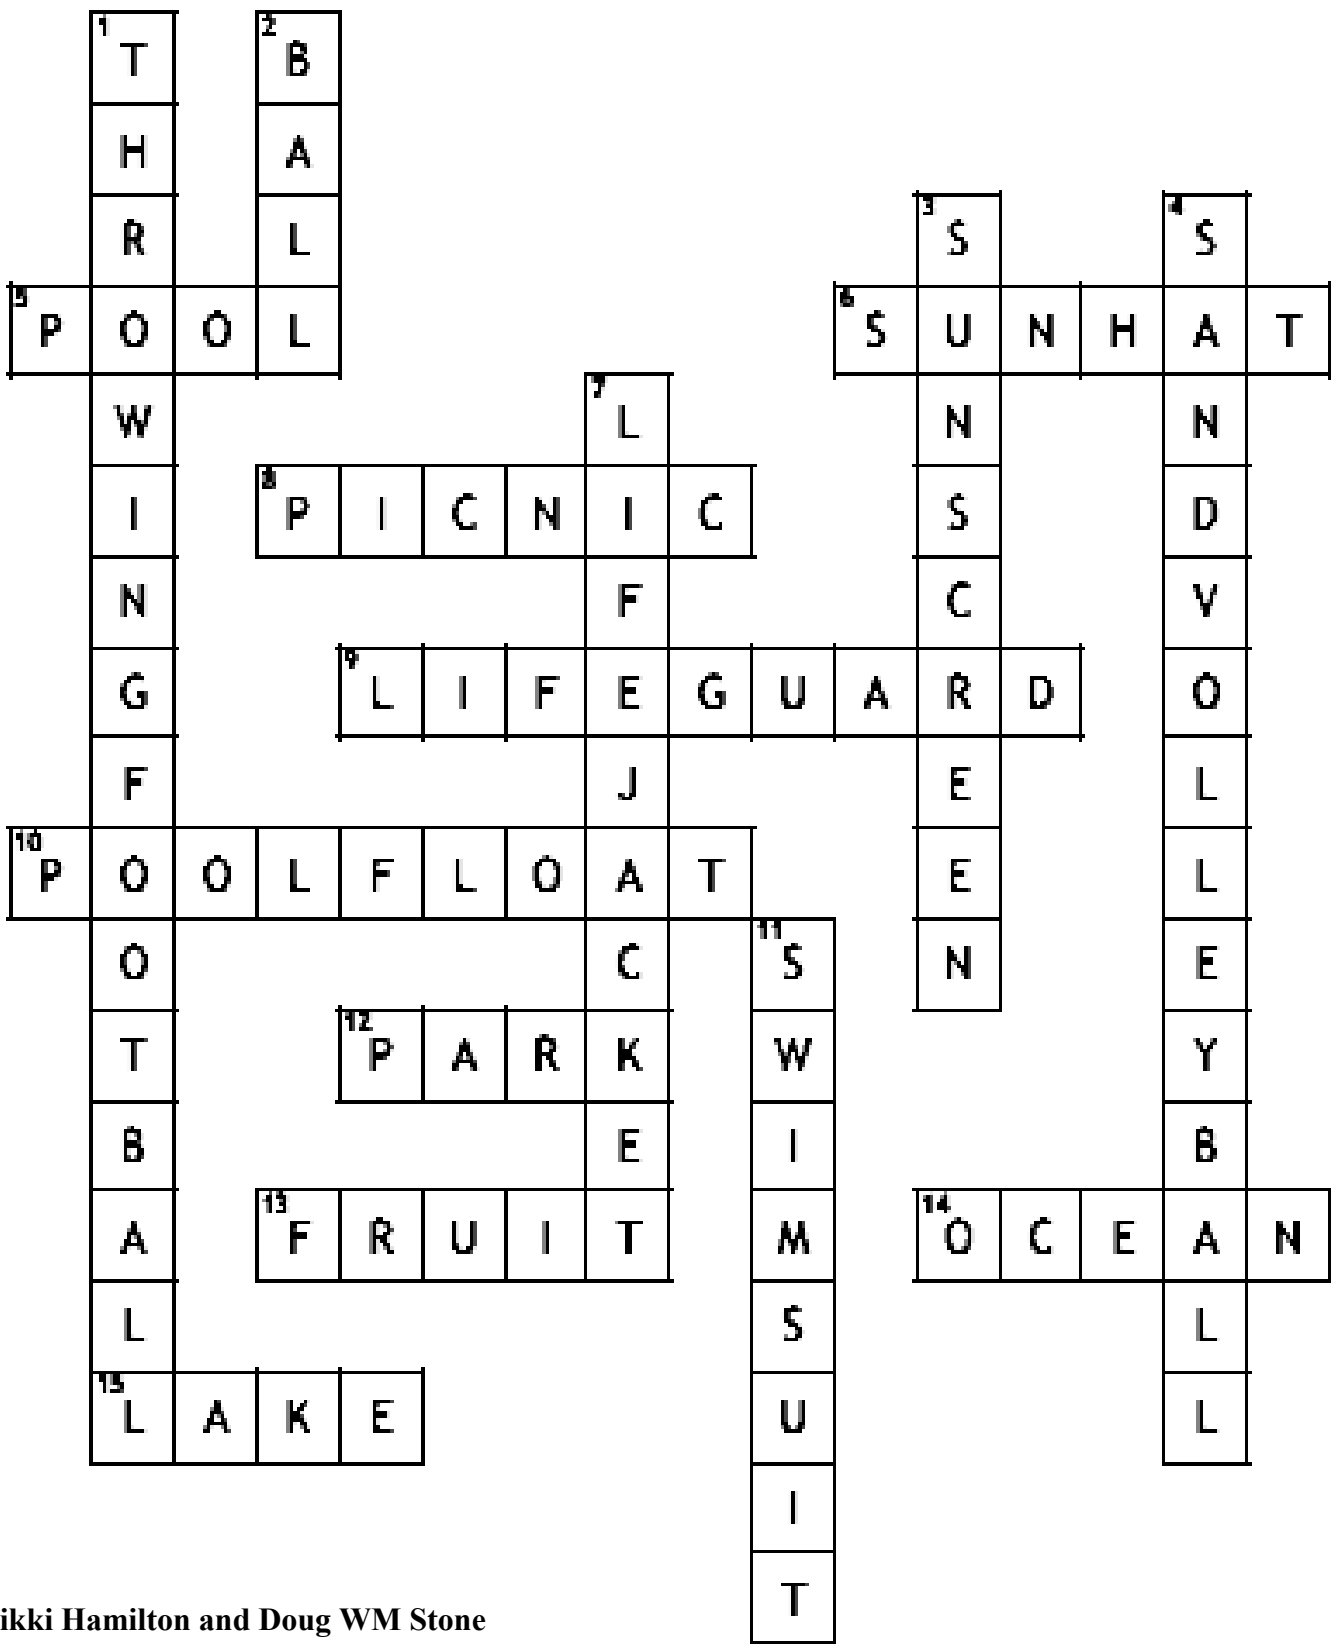 1 T 2 B
H A
R L 3 S 4 S
5 P O O L 6 S U N H A T
W 7 L N N
I 8 P I C N I C S D
N F C V
G 9 L I F E G U A R D O
F J E L
10 P O O L F L O A T E L
O C 11 S N E
T 12 P A R K W Y
B E I B
A 13 F R U I T M 14 O C E A N
L S L
15 L A K E U L
I
T
ikki Hamilton and Doug WM Stone